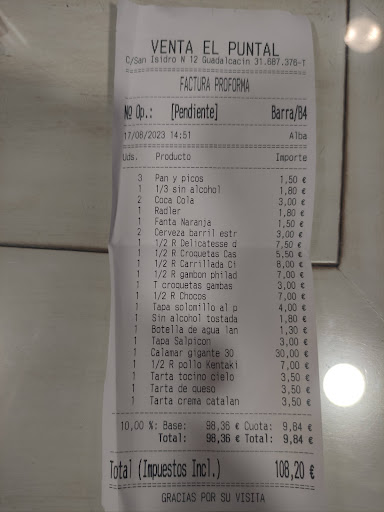 VENTA EL PUNTAL
C/San Isidro N 12 Guadalcacin 31.687.376-T
FACTURA PROFORMA
Nº Op.: [Pendiente] Barra/B4
17/08/2023 14:51 Alba
Uds. Producto Importe
3 Pan y picos 1,50 €
1 1/3 sin alcohol 1,80 €
2 Coca Cola 3,00 €
1 Radler 1,80 €
1 Fanta Naranja 1,50 €
2 Cerveza barril estr 3,00 €
1 1/2 R Delicatesse d 7,50 €
1 1/2 R Croquetas Cas 5,50 €
1 1/2 R Carrillada Ci 8,00 €
1 1/2 R gambon philad 7,00 €
1 T croquetas gambas 3,00 €
1 1/2 R Chocos 7,00 €
1 Tapa solonillo al p 4,00 €
1 Sin alcohol tostada 1,80 €
1 Botella de agua lan 1,30 €
1 Tapa Salpicon 3,00 €
1 Calamar gigante 30 30,00 €
1 1/2 R pollo Kentaki 7,00 €
1 Tarta tocino cielo 3,50 €
1 Tarta de queso 3,50 €
1 Tarta crema catalan 3,50 €
10,00 %: Base: 98,36 € Cuota: 9,84 €
Total: 98,36 € Total: 9,84 €
Total (Impuestos Incl.) 108,20 €
GRACIAS POR SU VISITA